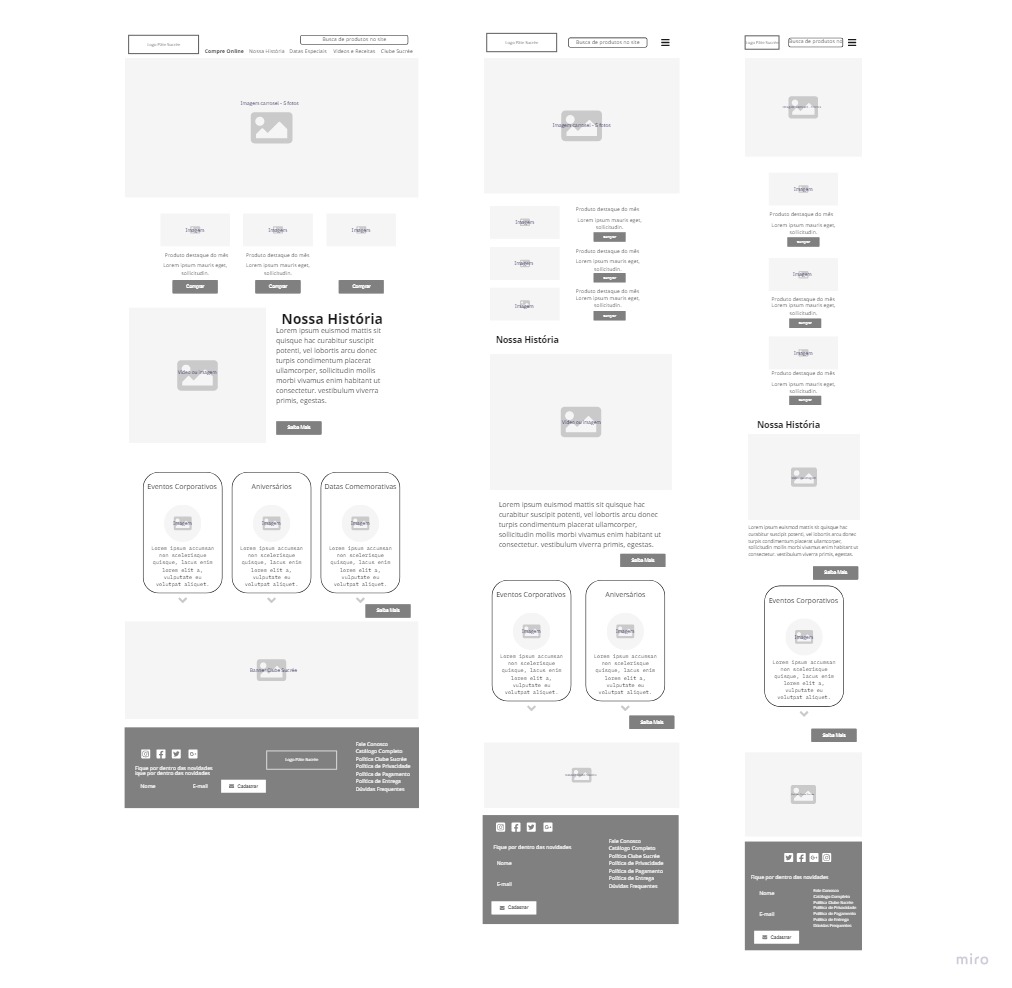 Logo Pâte Sucrée
Busca de produtos no site
Compre Online Nossa História Datas Especiais Vídeos e Receitas Clube Sucrée
Imagem carrosel - 5 fotos
Imagem
Imagem
Imagem
Produto destaque do mês
Produto destaque do mês
Lorem ipsum mauris eget,
sollicitudin.
Lorem ipsum mauris eget,
sollicitudin.
Comprar
Comprar
Comprar
Nossa História
Vídeo ou imagem
Lorem ipsum euismod mattis sit
quisque hac curabitur suscipit
potenti, vel lobortis arcu donec
turpis condimentum placerat
ullamcorper, sollicitudin mollis
morbi vivamus enim habitant ut
consectetur. vestibulum viverra
primis, egestas.
Saiba Mais
Eventos Corporativos
Imagem
Lorem ipsum accumsan
non scelerisque
quisque, lacus enim
lorem elit a,
vulputate eu
volutpat aliquet.
Aniversários
Imagem
Lorem ipsum accumsan
non scelerisque
quisque, lacus enim
lorem elit a,
vulputate eu
volutpat aliquet.
Datas Comemorativas
Imagem
Lorem ipsum accumsan
non scelerisque
quisque, lacus enim
lorem elit a,
vulputate eu
volutpat aliquet.
Saiba Mais
Banner Clube Sucrée
Fique por dentro das novidades
ique por dentro das novidades
Nome
E-mail
Cadastrar
Logo Pâte Sucrée
Fale Conosco
Catálogo Completo
Política Clube Sucrée
Política de Privacidade
Política de Pagamento
Política de Entrega
Dúvidas Frequentes
Logo Pâte Sucrée
Busca de produtos no site
Imagem carrosel - 5 fotos
Imagem
Produto destaque do mês
Lorem ipsum mauris eget,
sollicitudin.
comprar
Imagem
Produto destaque do mês
Lorem ipsum mauris eget,
sollicitudin.
comprar
Imagem
Produto destaque do mês
Lorem ipsum mauris eget,
sollicitudin.
comprar
Nossa História
Vídeo ou imagem
Lorem ipsum euismod mattis sit quisque hac
curabitur suscipit potenti, vel lobortis arcu donec
turpis condimentum placerat ullamcorper,
sollicitudin mollis morbi vivamus enim habitant ut
consectetur. vestibulum viverra primis, egestas.
Saiba Mais
Eventos Corporativos
Imagem
Lorem ipsum accumsan
non scelerisque
quisque, lacus enim
lorem elit a,
vulputate eu
volutpat aliquet.
Aniversários
Imagem
Lorem ipsum accumsan
non scelerisque
quisque, lacus enim
lorem elit a,
vulputate eu
volutpat aliquet.
Saiba Mais
Fique por dentro das novidades
Nome
E-mail
Cadastrar
Fale Conosco
Catálogo Completo
Política Clube Sucrée
Política de Privacidade
Política de Pagamento
Política de Entrega
Dúvidas Frequentes
Logo Pâte Sucrée
Busca de produtos no
Imagem
Produto destaque do mês
Lorem ipsum mauris eget,
sollicitudin.
comprar
Imagem
Produto destaque do mês
Lorem ipsum mauris eget,
sollicitudin.
comprar
Imagem
Produto destaque do mês
Lorem ipsum mauris eget,
sollicitudin.
comprar
Nossa História
Lorem ipsum euismod mattis sit quisque hac
curabitur suscipit potenti, vel lobortis arcu donec
turpis condimentum placerat ullamcorper,
sollicitudin mollis morbi vivamus enim habitant ut
consectetur. vestibulum viverra primis, egestas.
Saiba Mais
Eventos Corporativos
Imagem
Lorem ipsum accumsan
non scelerisque
quisque, lacus enim
lorem elit a,
vulputate eu
volutpat aliquet.
Saiba Mais
Fique por dentro das novidades
Nome
E-mail
Cadastrar
Fale Conosco
Catálogo Completo
Política Clube Sucrée
Política de Privacidade
Política de Pagamento
Política de Entrega
Dúvidas Frequentes
miro